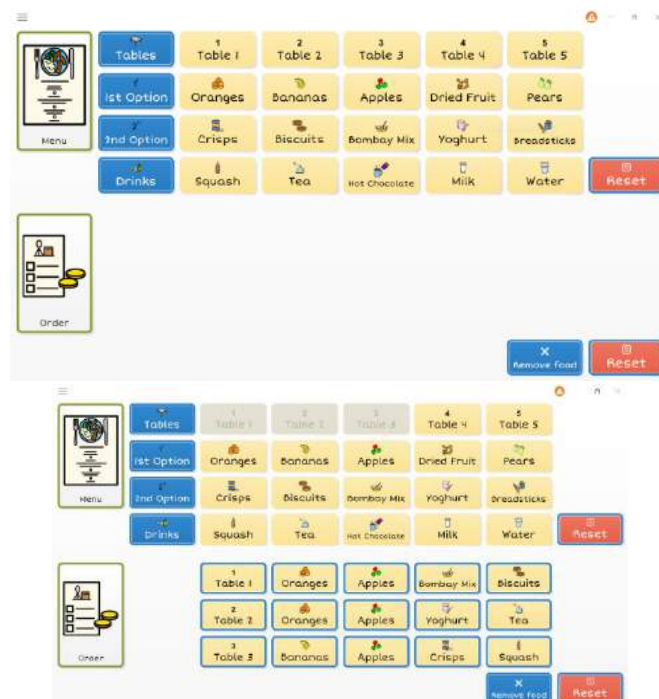 Tables 1 Table 1 2 Table 2 3 Table 3 4 Table 4 5 Table 5
1st Option Oranges Bananas Apples Dried Fruit Pears
Menu 2nd Option Crisps Biscuits Bombay Mix Yoghurt Breadsticks
Drinks Squash Tea Hot Chocolate Milk Water Reset
Order
Remove food Reset
Tables 1 Table 1 2 Table 2 3 Table 3 4 Table 4 5 Table 5
1st Option Oranges Bananas Apples Dried Fruit Pears
Menu 2nd Option Crisps Biscuits Bombay Mix Yoghurt Breadsticks
Drinks Squash Tea Hot Chocolate Milk Water Reset
1 Table 1 Oranges Apples Bombay Mix Biscuits
2 Table 2 Oranges Apples Yoghurt Tea
Order 3 Table 3 Bananas Apples Crisps Squash
Remove food Reset